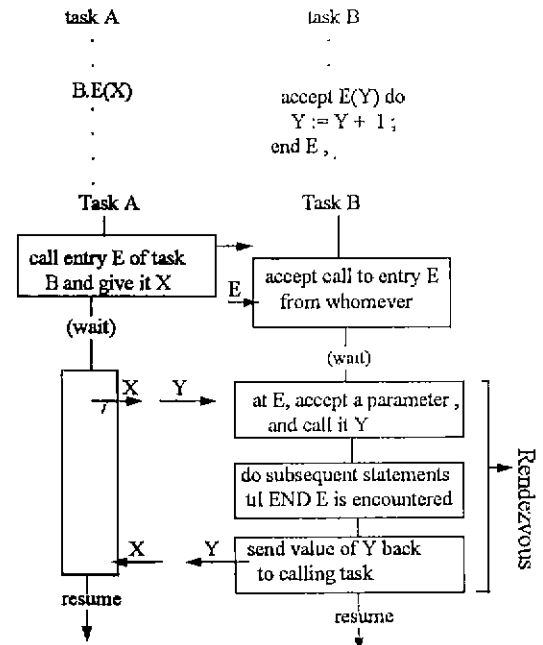 task A
task B
B.E(X)
accept E(Y) do
Y := Y + 1 ;
end E ,
Task A
Task B
call entry E of task
B and give it X
E
accept call to entry E
from whomever
(wait)
(wait)
X
Y
at E, accept a parameter ,
and call it Y
do subsequent statements
til END E is encountered
X
Y
send value of Y back
to calling task
Rendezvous
resume
resume